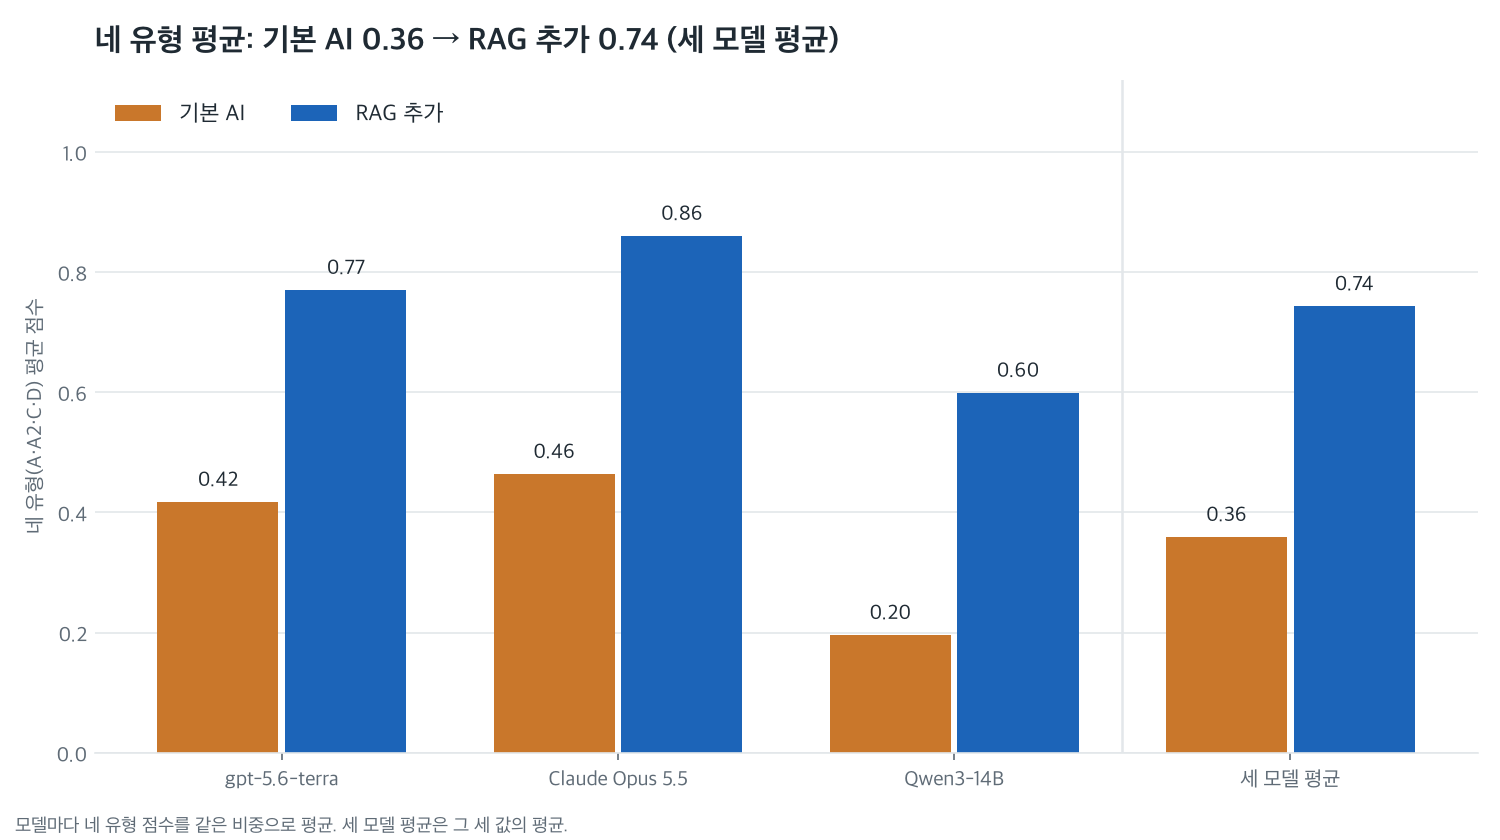 네 유형 평균: 기본 AI 0.36 → RAG 추가 0.74 (세 모델 평균)
기본 AI
RAG 추가
네 유형(A·A2·C·D) 평균 점수
1.0
0.8
0.6
0.4
0.2
0.0
0.42
0.77
0.46
0.86
0.20
0.60
0.36
0.74
gpt-5.6-terra
Claude Opus 5.5
Qwen3-14B
세 모델 평균
모델마다 네 유형 점수를 같은 비중으로 평균. 세 모델 평균은 그 세 값의 평균.